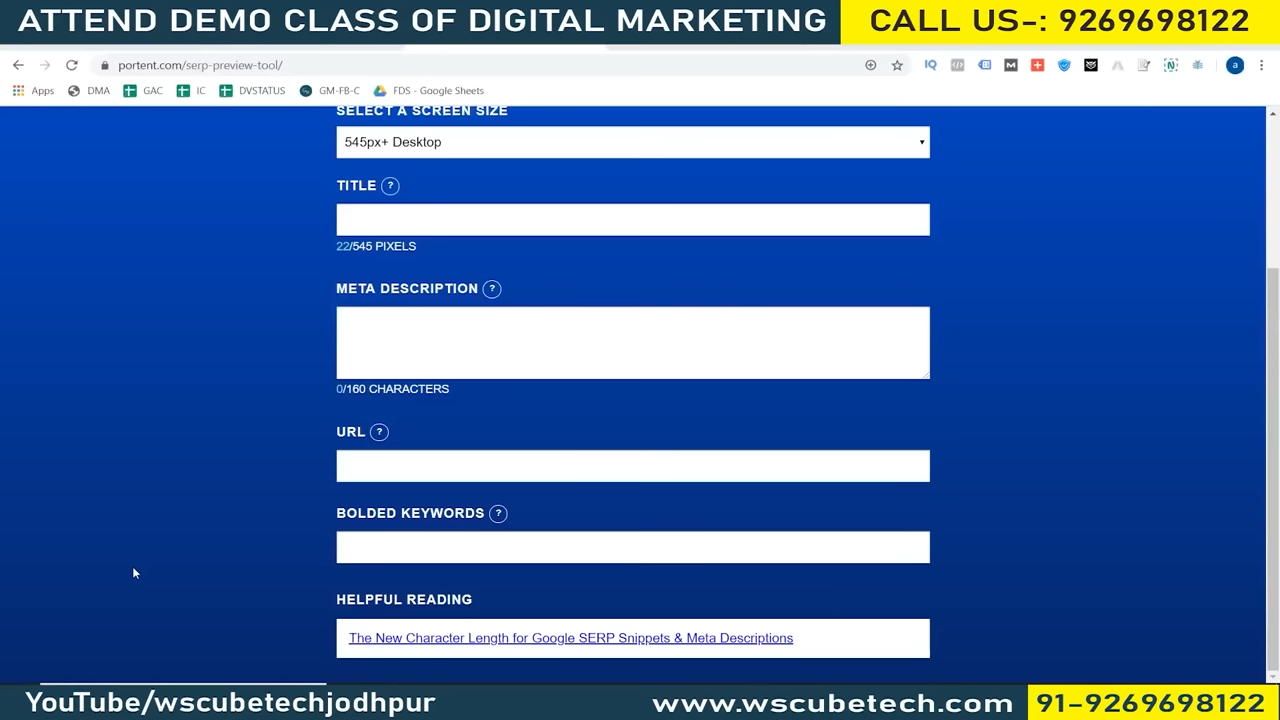 ATTEND DEMO CLASS OF DIGITAL MARKETING CALL US-: 9269698122
portent.com/serp-preview-tool/
Apps DMA GAC IC DVSTATUS GM-FB-C FDS - Google Sheets
SELECT A SCREEN SIZE
545px+ Desktop
TITLE ?
22/545 PIXELS
META DESCRIPTION ?
0/160 CHARACTERS
URL ?
BOLDED KEYWORDS ?
HELPFUL READING
The New Character Length for Google SERP Snippets & Meta Descriptions
YouTube/wscubetechjodhpur www.wscubetech.com 91-9269698122